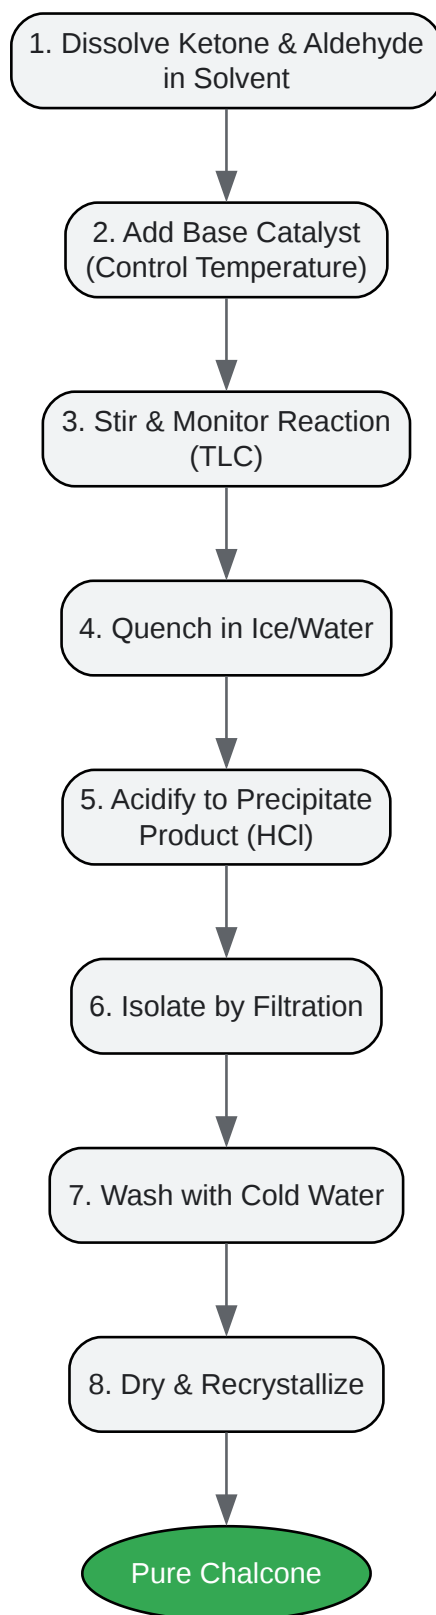 1. Dissolve Ketone & Aldehyde
in Solvent
2. Add Base Catalyst
(Control Temperature)
3. Stir & Monitor Reaction
(TLC)
4. Quench in Ice/Water
5. Acidify to Precipitate
Product (HCl)
6. Isolate by Filtration
7. Wash with Cold Water
8. Dry & Recrystallize
Pure Chalcone